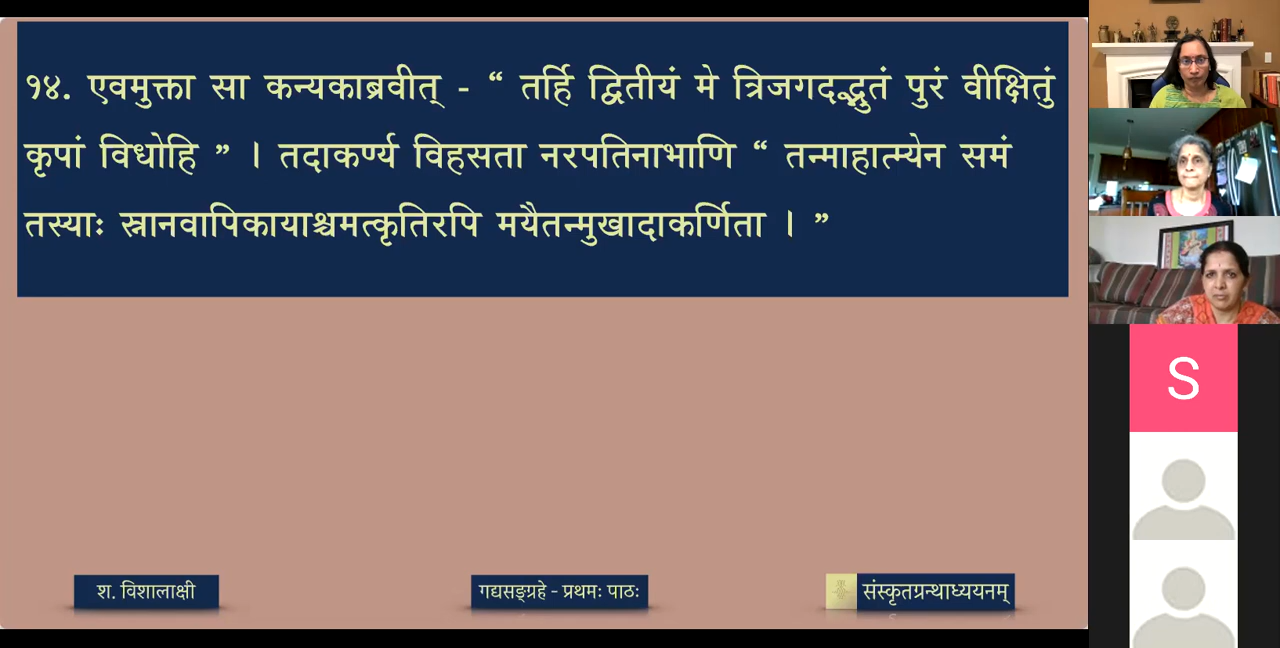 १४. एवमुक्ता सा कन्यकाब्रवीत् - “ तर्हि द्वितीयं मे त्रिजगदद्भुतं पुरं वीक्षितुं
कृपां विधोहि ” । तदाकर्ण्य विहसता नरपतिनाभाणि “ तन्माहात्म्येन समं
तस्याः स्नानवापिकायाश्चमत्कृतिरपि मयैतन्मुखादाकर्णिता । ”
श. विशालाक्षी
गद्यसङ्ग्रहे - प्रथमः पाठः
संस्कृतग्रन्थाध्ययनम्
S